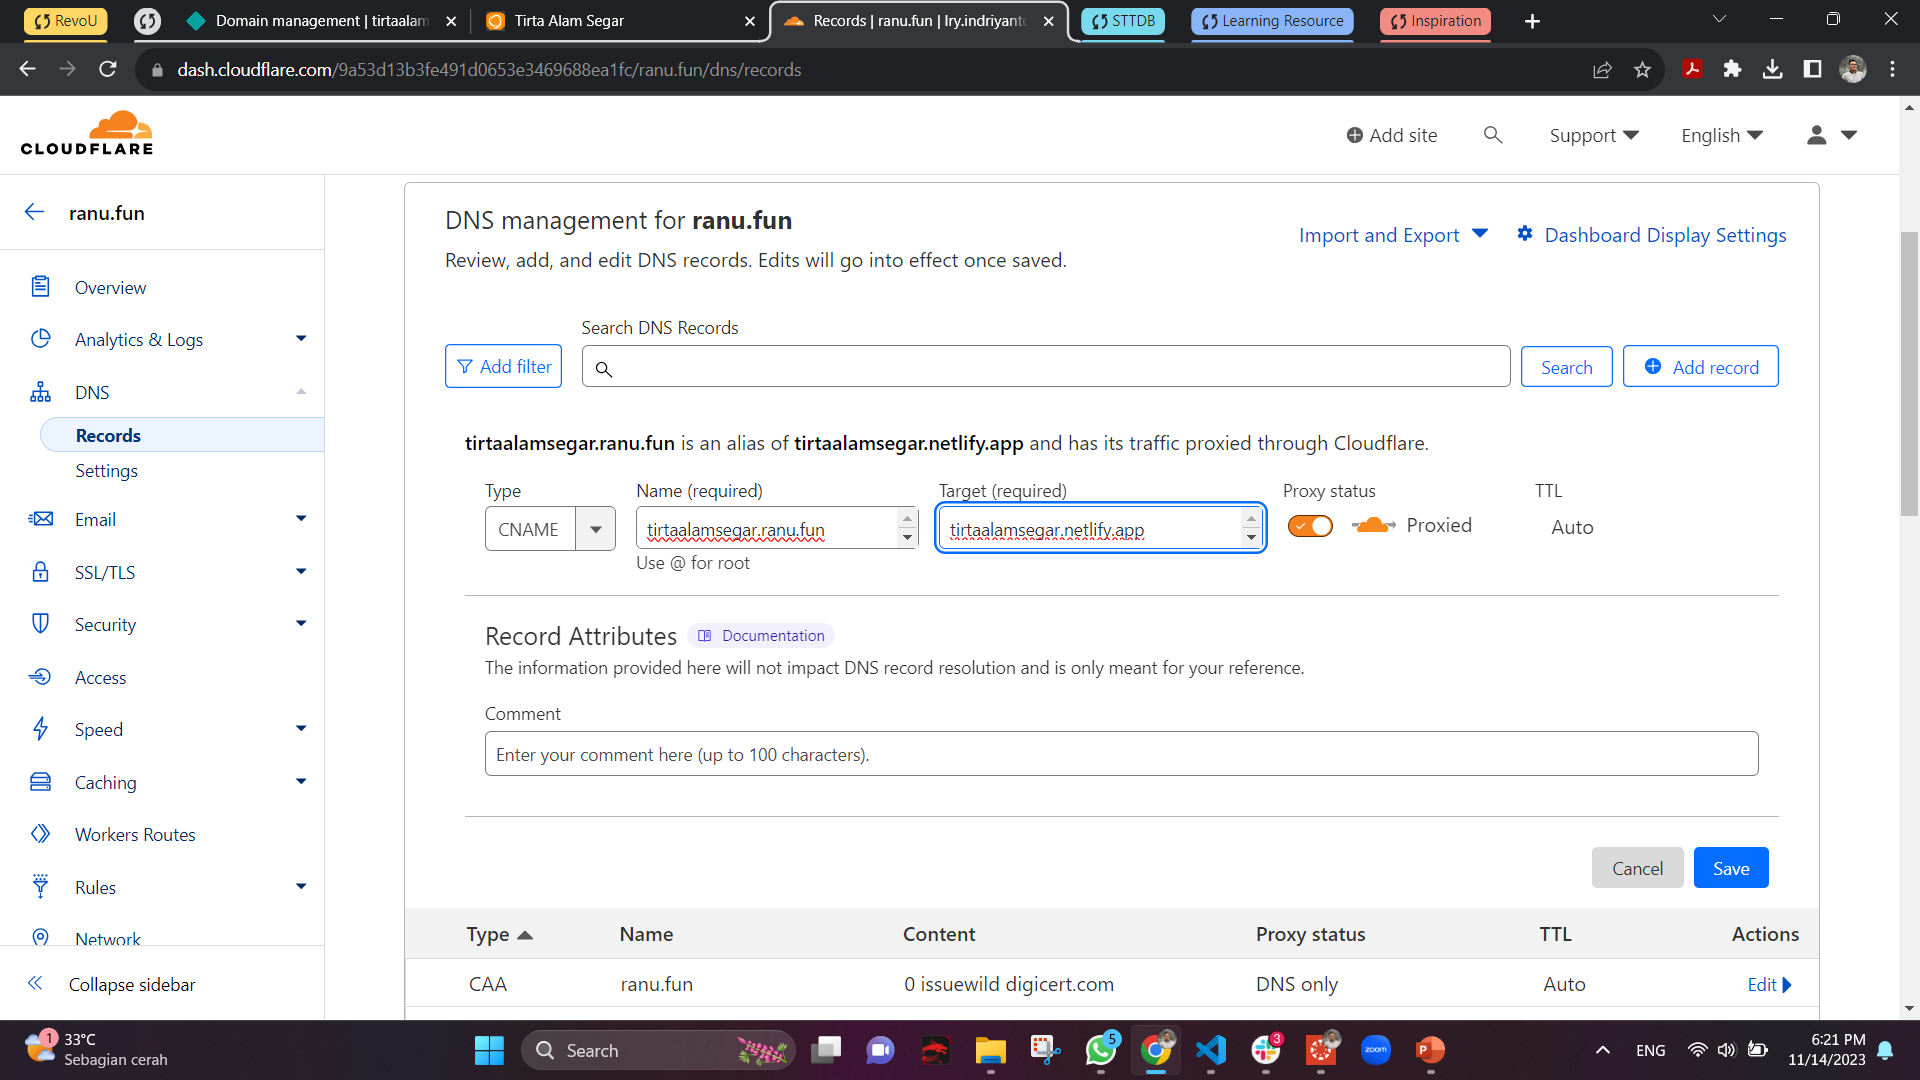 RevoU
Domain management | tirtaalam
Tirta Alam Segar
Records | ranu.fun | Iry.indriyant
STTDB
Learning Resource
Inspiration
dash.cloudflare.com/9a53d13b3fe491d0653e3469688ea1fc/ranu.fun/dns/records
CLOUDFLARE
Add site
Support
English
ranu.fun
Overview
Analytics & Logs
DNS
Records
Settings
Email
SSL/TLS
Security
Access
Speed
Caching
Workers Routes
Rules
Network
Collapse sidebar
DNS management for ranu.fun
Review, add, and edit DNS records. Edits will go into effect once saved.
Import and Export
Dashboard Display Settings
Search DNS Records
Add filter
Search
Add record
tirtaalamsegar.ranu.fun is an alias of tirtaalamsegar.netlify.app and has its traffic proxied through Cloudflare.
Type
Name (required)
Target (required)
Proxy status
TTL
CNAME
tirtaalamsegar.ranu.fun
tirtaalamsegar.netlify.app
Proxied
Auto
Use @ for root
Record Attributes
Documentation
The information provided here will not impact DNS record resolution and is only meant for your reference.
Comment
Enter your comment here (up to 100 characters).
Cancel
Save
Type Name Content Proxy status TTL Actions
CAA ranu.fun 0 issuewild digicert.com DNS only Auto Edit
1
33°C
Sebagian cerah
Search
5
3
zoom
ENG
6:21 PM
11/14/2023